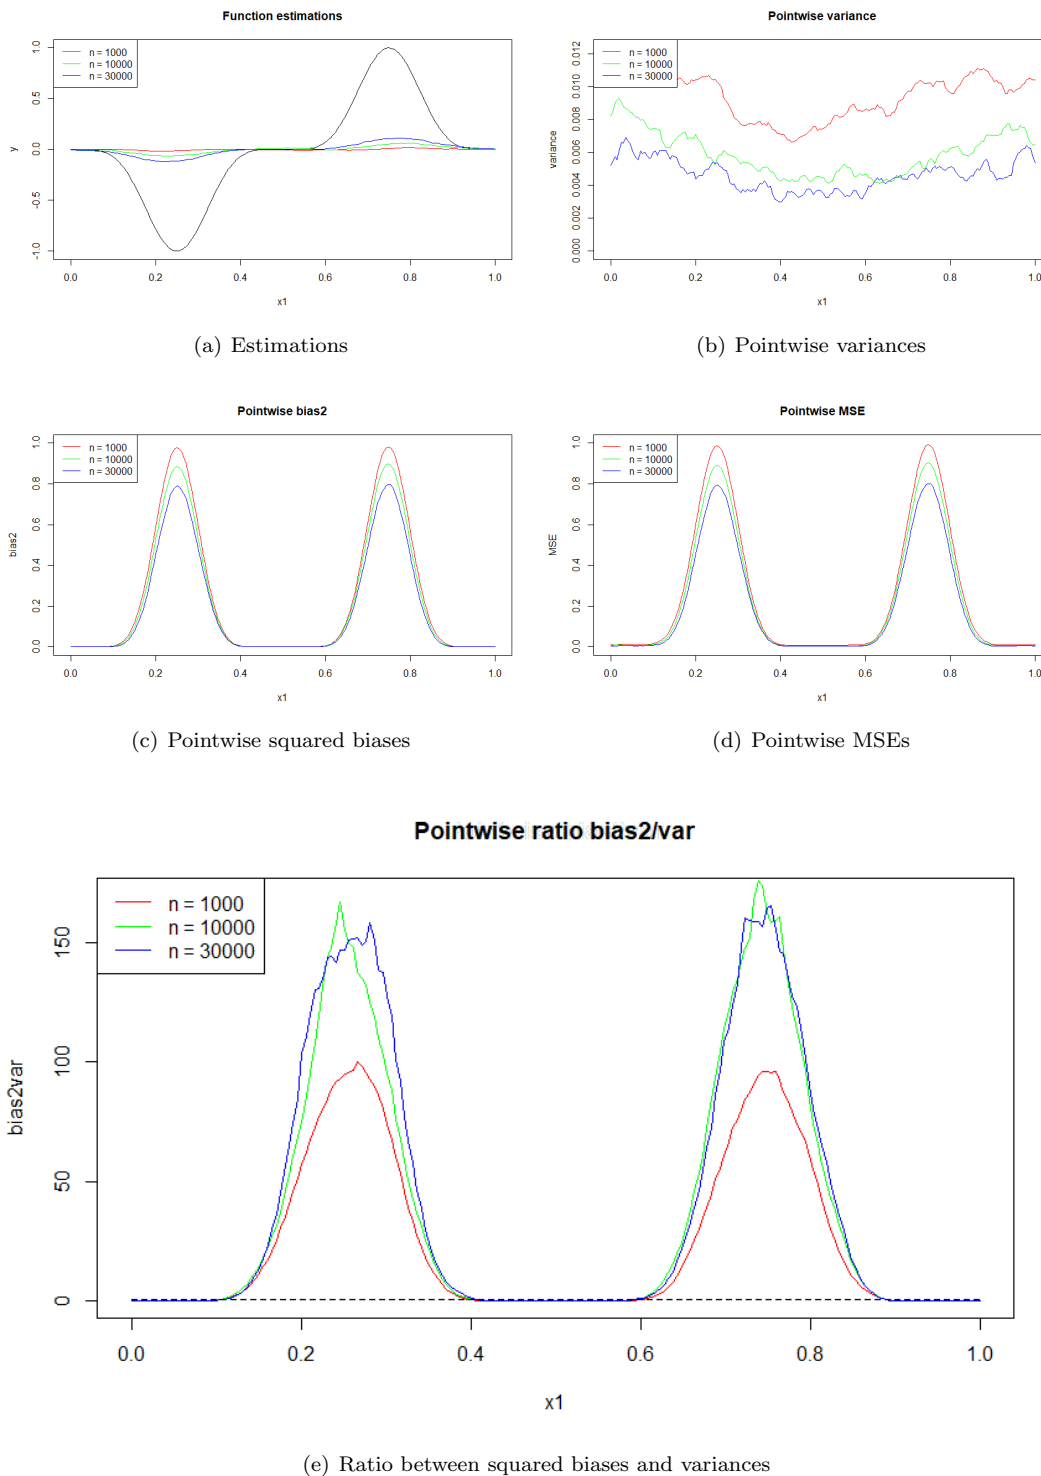 Function estimations
n = 1000
n = 10000
n = 30000
y
1.0
0.5
0.0
-0.5
-1.0
0.0 0.2 0.4 0.6 0.8 1.0
x1
(a) Estimations
Pointwise variance
n = 1000
n = 10000
n = 30000
variance
0.012
0.010
0.008
0.006
0.004
0.002
0.000
0.0 0.2 0.4 0.6 0.8 1.0
x1
(b) Pointwise variances
Pointwise bias2
n = 1000
n = 10000
n = 30000
bias2
1.0
0.8
0.6
0.4
0.2
0.0
0.0 0.2 0.4 0.6 0.8 1.0
x1
(c) Pointwise squared biases
Pointwise MSE
n = 1000
n = 10000
n = 30000
MSE
1.0
0.8
0.6
0.4
0.2
0.0
0.0 0.2 0.4 0.6 0.8 1.0
x1
(d) Pointwise MSEs
Pointwise ratio bias2/var
n = 1000
n = 10000
n = 30000
bias2var
150
100
50
0
0.0 0.2 0.4 0.6 0.8 1.0
x1
(e) Ratio between squared biases and variances